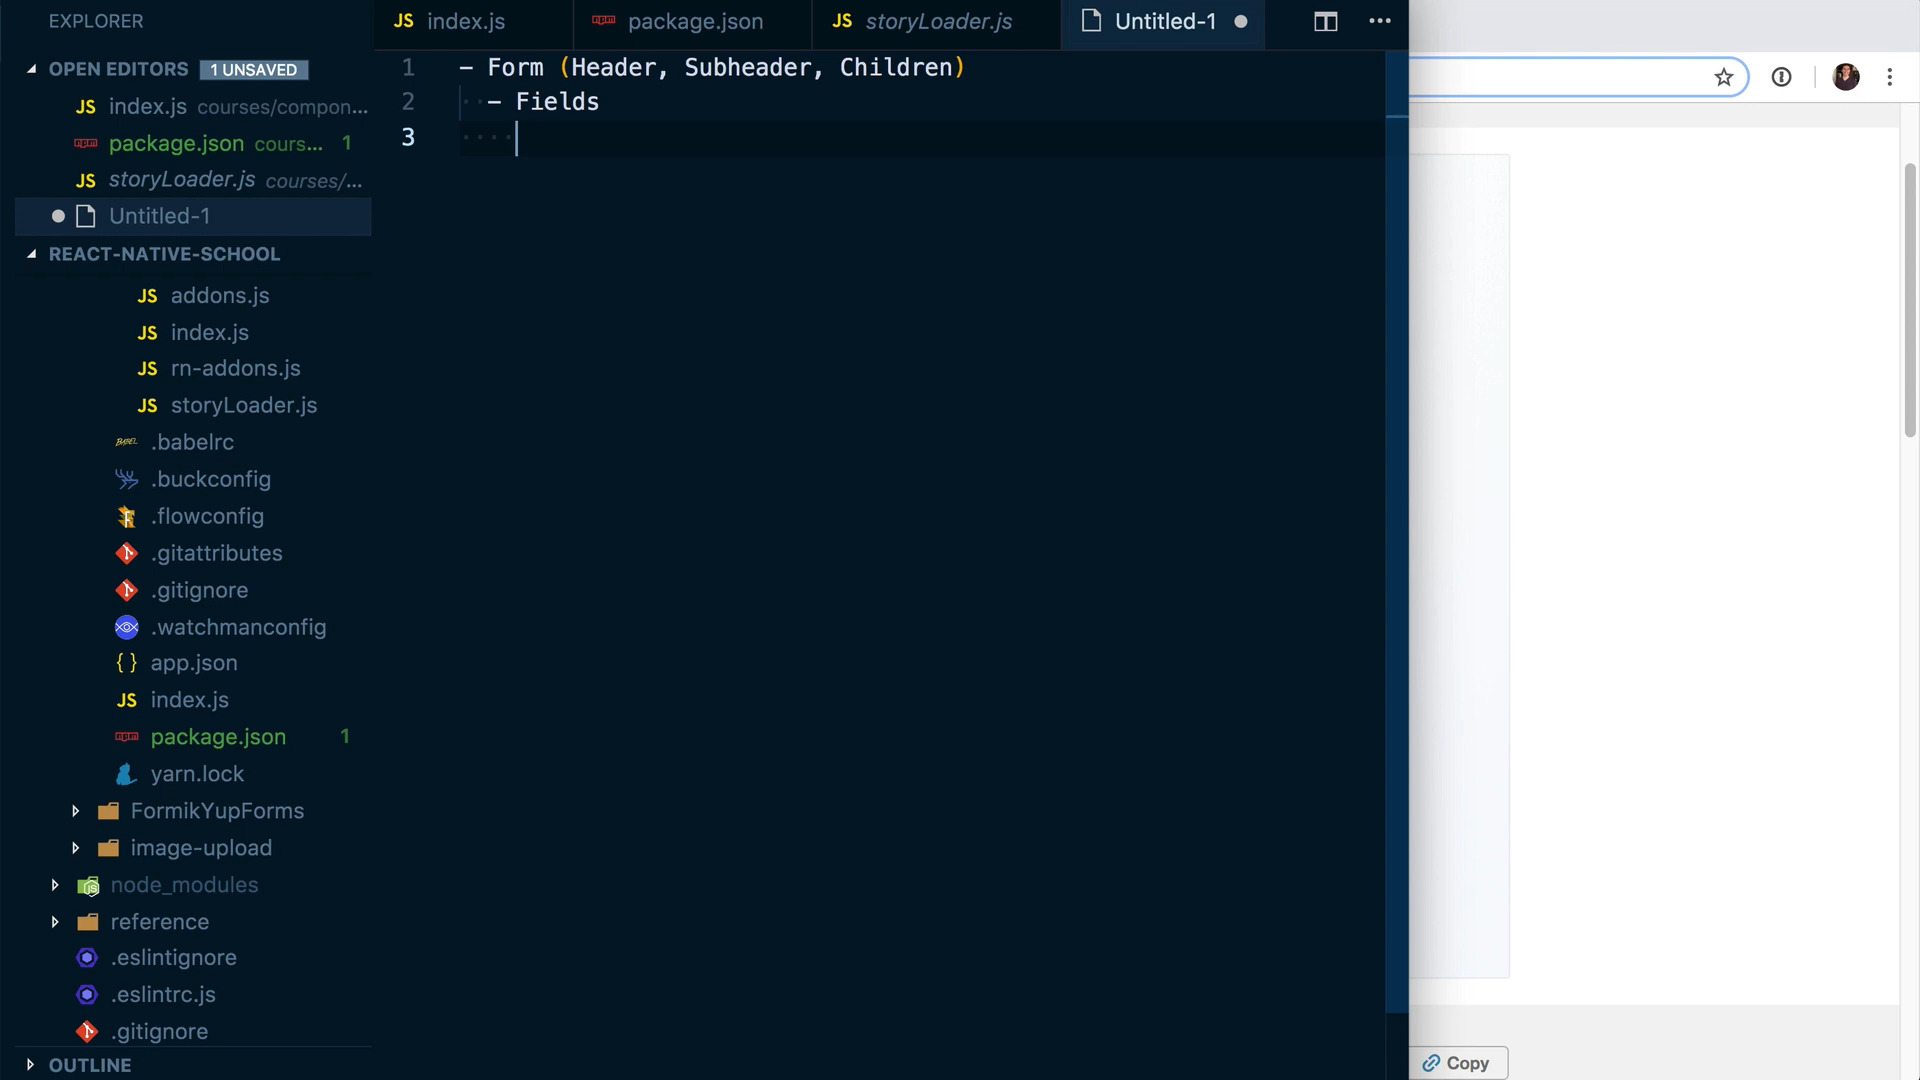 EXPLORER
OPEN EDITORS 1 UNSAVED
JS index.js courses/compon...
package.json cours... 1
JS storyLoader.js courses/...
Untitled-1
REACT-NATIVE-SCHOOL
JS addons.js
JS index.js
JS rn-addons.js
JS storyLoader.js
BABEL .babelrc
.buckconfig
.flowconfig
.gitattributes
.gitignore
.watchmanconfig
{ } app.json
JS index.js
package.json 1
yarn.lock
FormikYupForms
image-upload
node_modules
reference
.eslintignore
.eslintrc.js
.gitignore
OUTLINE
JS index.js
package.json
JS storyLoader.js
Untitled-1
1 - Form (Header, Subheader, Children)
2 - Fields
3
Copy